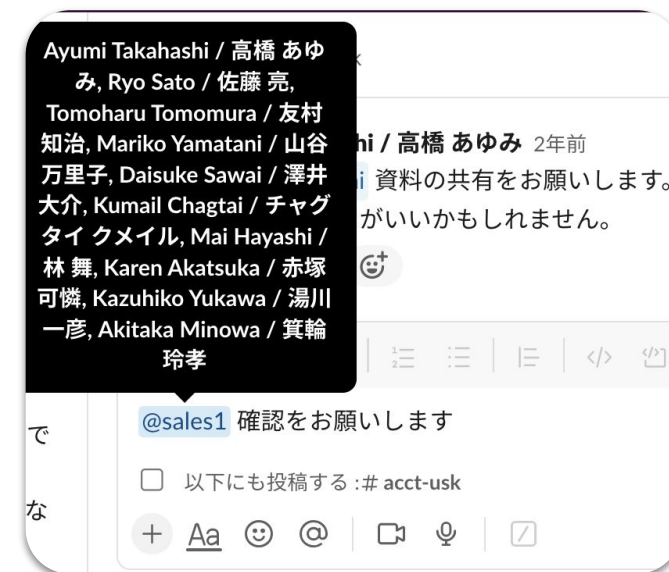 Ayumi Takahashi / 高橋 あゆ
み, Ryo Sato / 佐藤 亮,
Tomoharu Tomomura / 友村
知治, Mariko Yamatani / 山谷
万里子, Daisuke Sawai / 澤井
大介, Kumail Chagtai / チャグ
タイ クメイル, Mai Hayashi /
林 舞, Karen Akatsuka / 赤塚
可憐, Kazuhiko Yukawa / 湯川
一彦, Akitaka Minowa / 箕輪
玲孝
hi / 高橋 あゆみ 2年前
i 資料の共有をお願いします。
がいいかもしれません。
で
な
@sales1 確認をお願いします
以下にも投稿する :# acct-usk
Aa